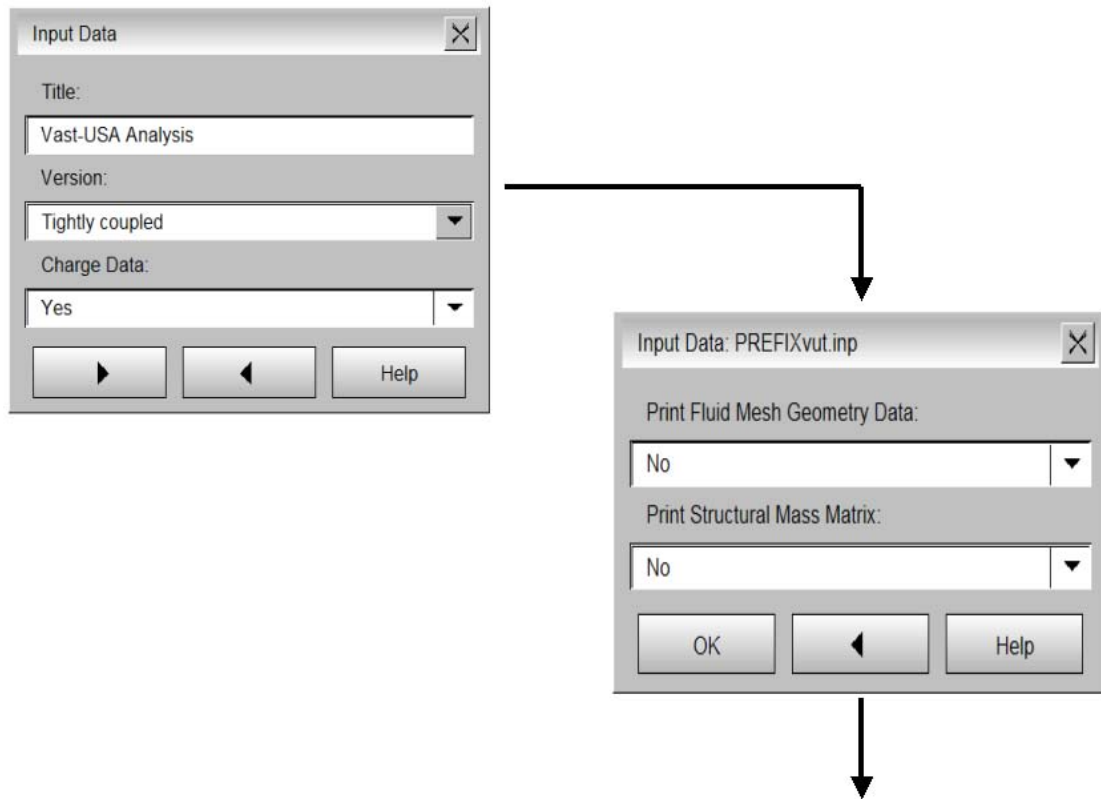 Input Data
Title:
Vast-USA Analysis
Version:
Tightly coupled
Charge Data:
Yes
Help
Input Data: PREFIXvut.inp
Print Fluid Mesh Geometry Data:
No
Print Structural Mass Matrix:
No
OK
Help